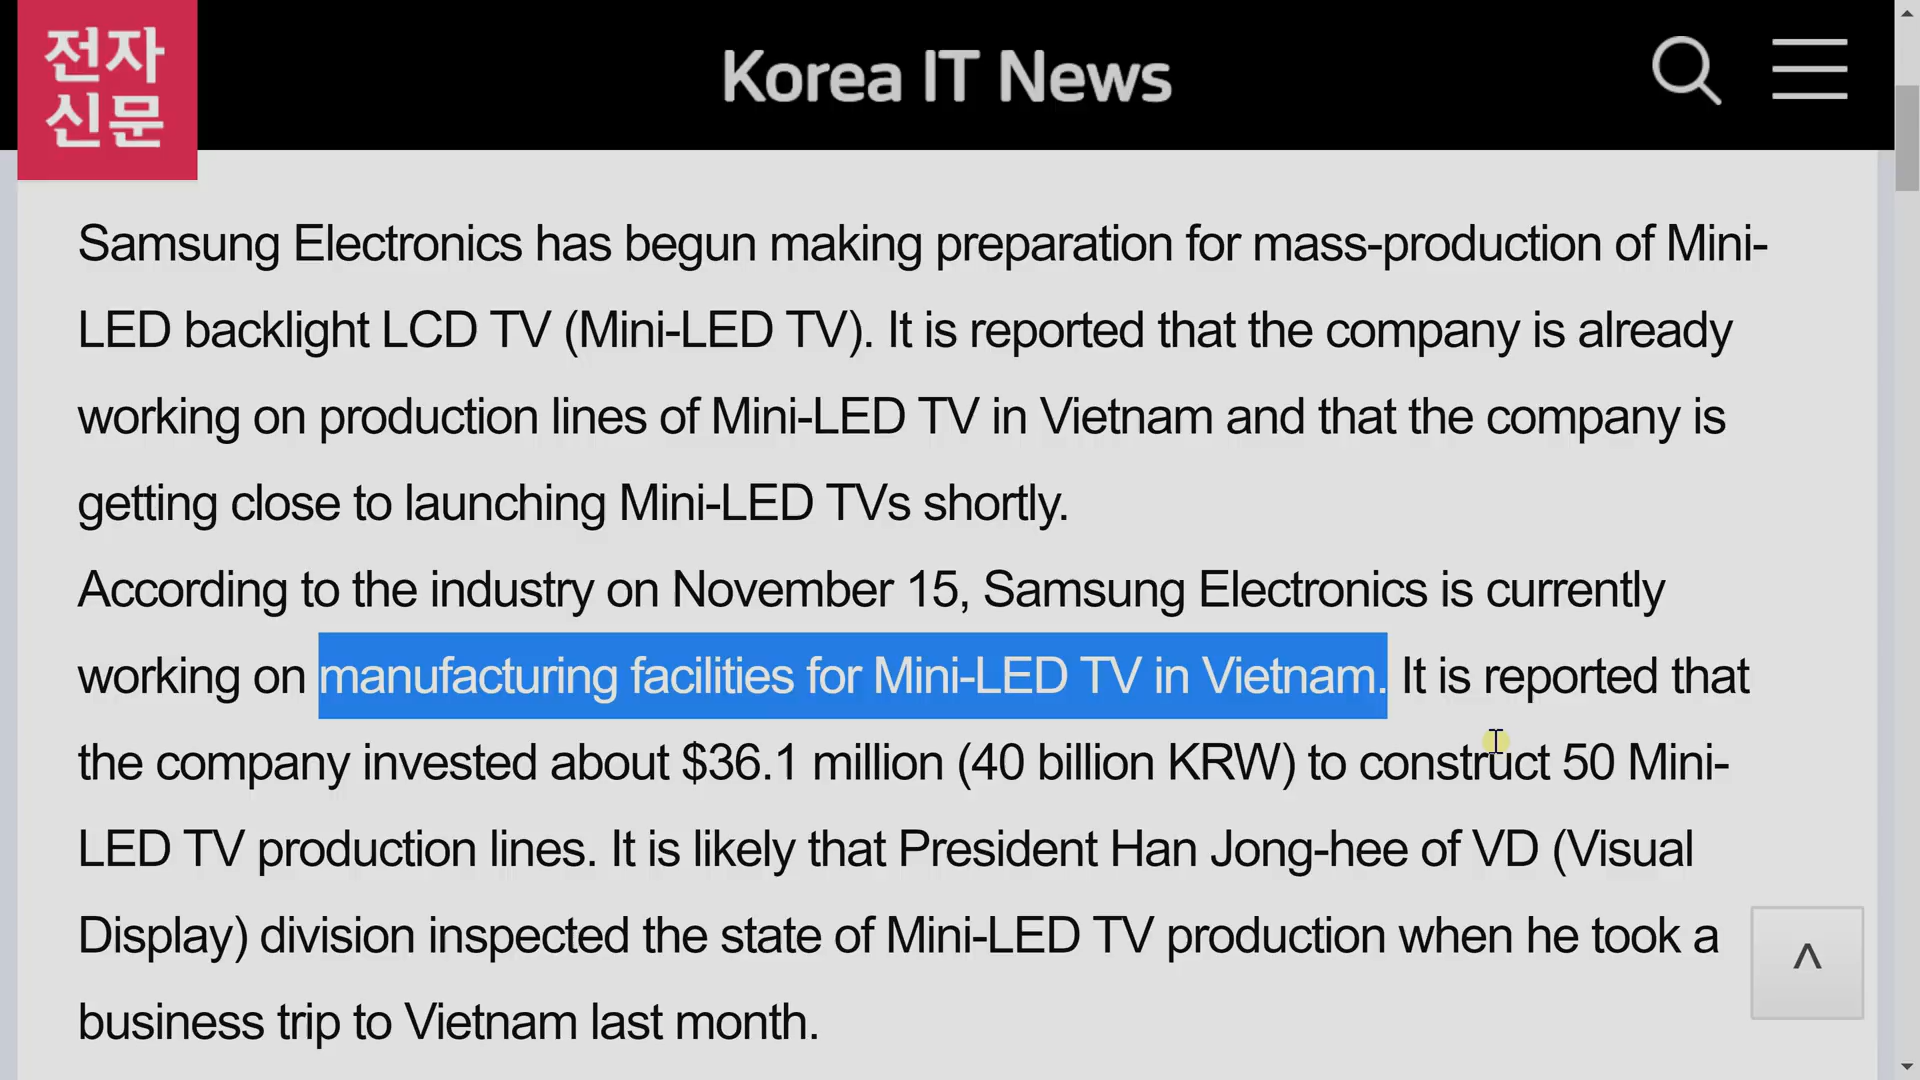 전자
신문
Korea IT News
Samsung Electronics has begun making preparation for mass-production of Mini-
LED backlight LCD TV (Mini-LED TV). It is reported that the company is already
working on production lines of Mini-LED TV in Vietnam and that the company is
getting close to launching Mini-LED TVs shortly.
According to the industry on November 15, Samsung Electronics is currently
working on manufacturing facilities for Mini-LED TV in Vietnam. It is reported that
the company invested about $36.1 million (40 billion KRW) to construct 50 Mini-
LED TV production lines. It is likely that President Han Jong-hee of VD (Visual
Display) division inspected the state of Mini-LED TV production when he took a
business trip to Vietnam last month.